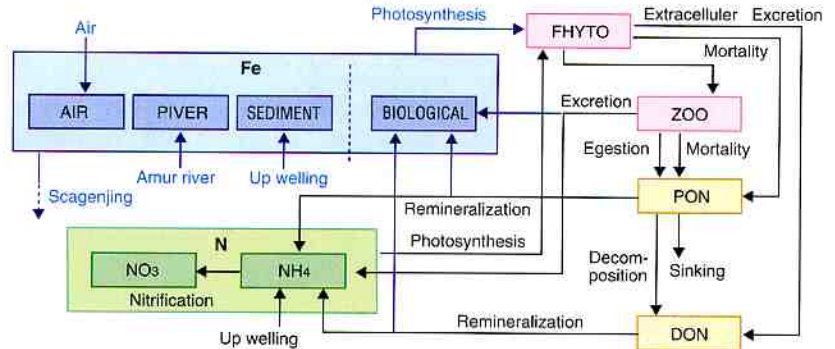 Photosynthesis
FHYTO
Extraceller Excretion
Air
Mortality
Fe
AIR
PIVER
SEDIMENT
BIOLOGICAL
Excretion
ZOO
Egestion
Mortality
Amur river
Up welling
Scagenjing
Remineralization
PON
N
Photosynthesis
NO3
NH4
Decom-
position
Sinking
Nitrification
Up welling
Remineralization
DON